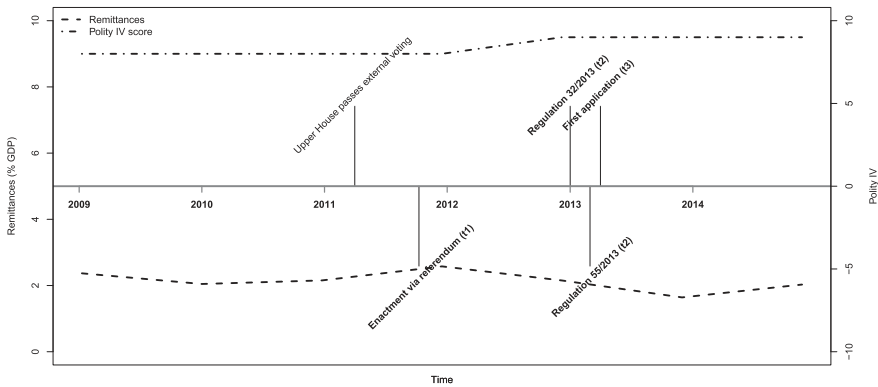 Remittances
Polity IV score
Remittances (% GDP)
10
8
6
4
2
0
Upper House passes external voting
Regulation 32/2013 (t2)
First application (t3)
2009
2010
2011
2012
2013
2014
Enactment via referendum (t1)
Regulation 55/2013 (t2)
10
5
0
−5
−10
Polity IV
Time